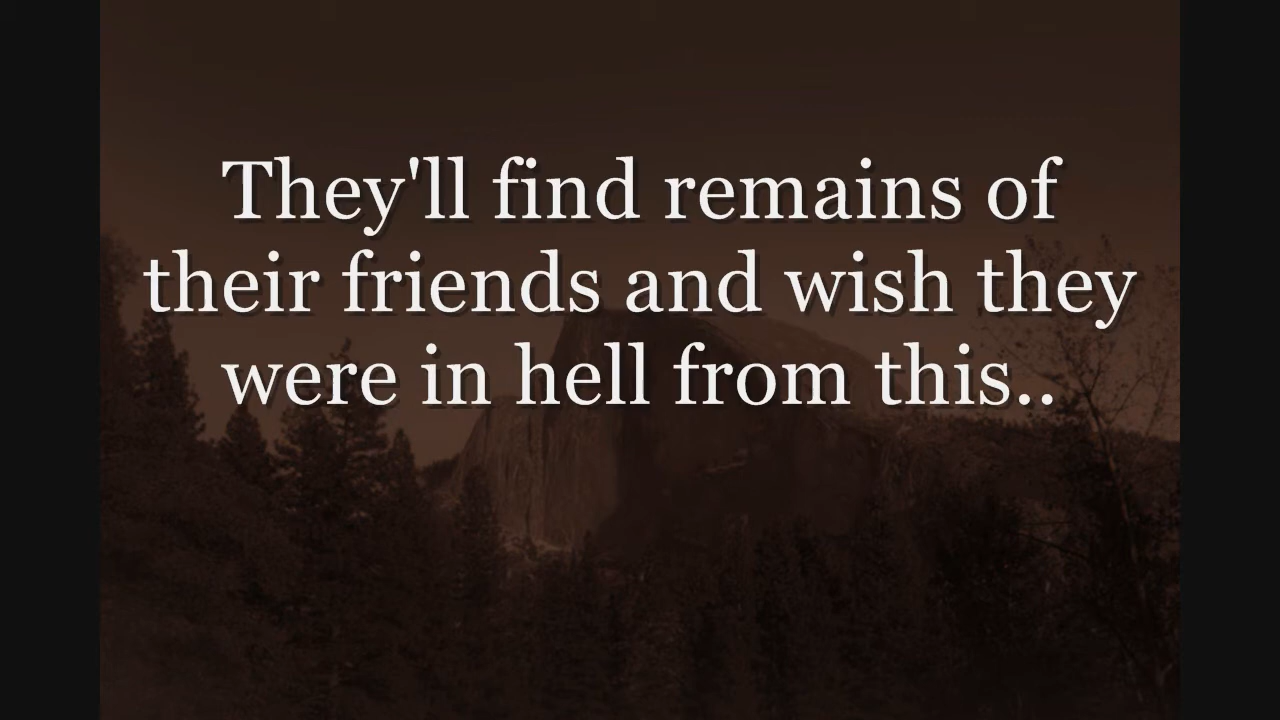 They'll find remains of
their friends and wish they
were in hell from this..